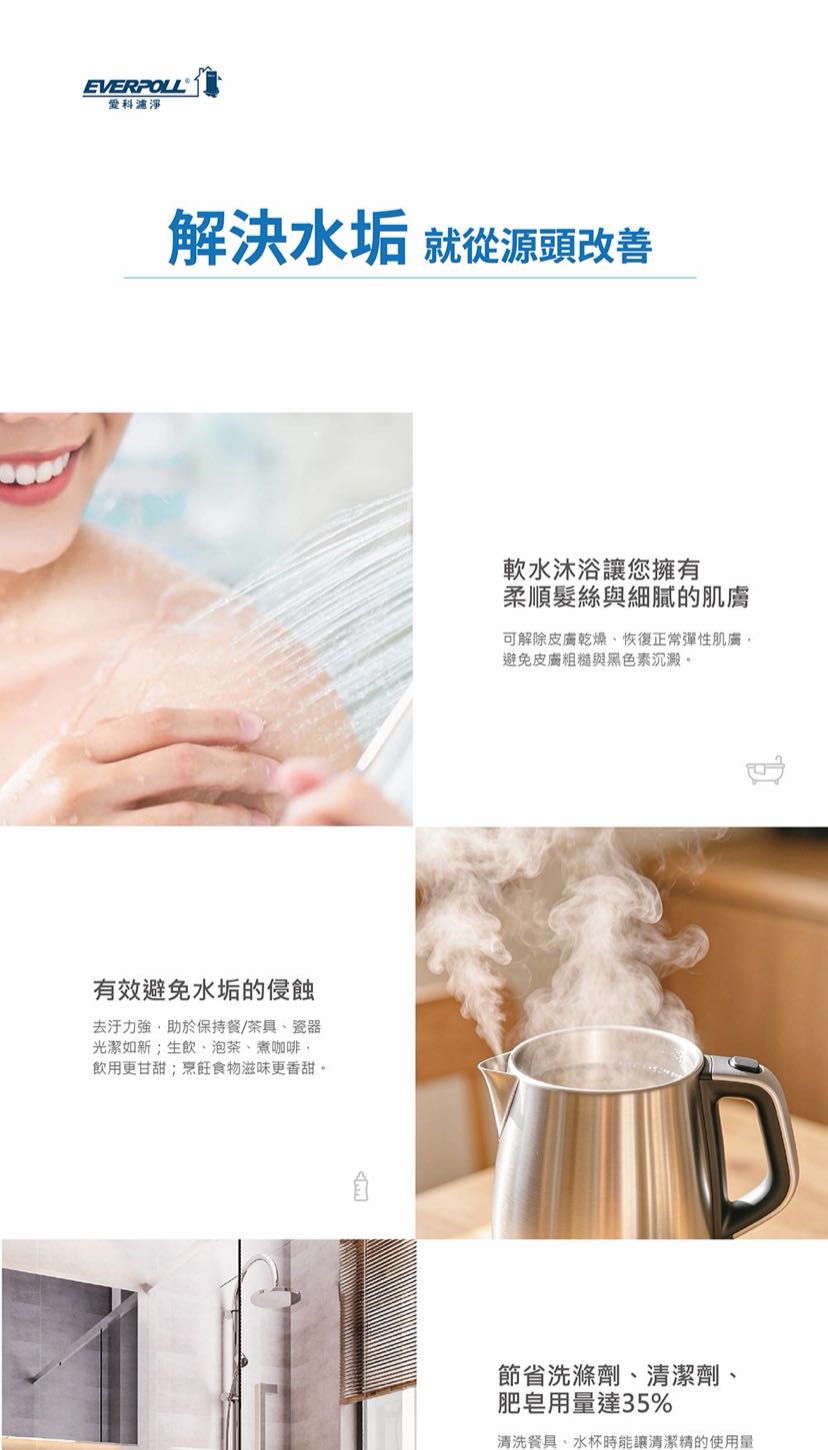 EVERPOLL®
愛科濾淨
解決水垢 就從源頭改善
軟水沐浴讓您擁有
柔順髮絲與細膩的肌膚
可解除皮膚乾燥、恢復正常彈性肌膚，
避免皮膚粗糙與黑色素沉澱。
有效避免水垢的侵蝕
去汙力強，助於保持餐/茶具、瓷器
光潔如新；生飲、泡茶、煮咖啡，
飲用更甘甜；烹飪食物滋味更香甜。
節省洗滌劑、清潔劑、
肥皂用量達35%
清洗餐具、水杯時能讓清潔精的使用量